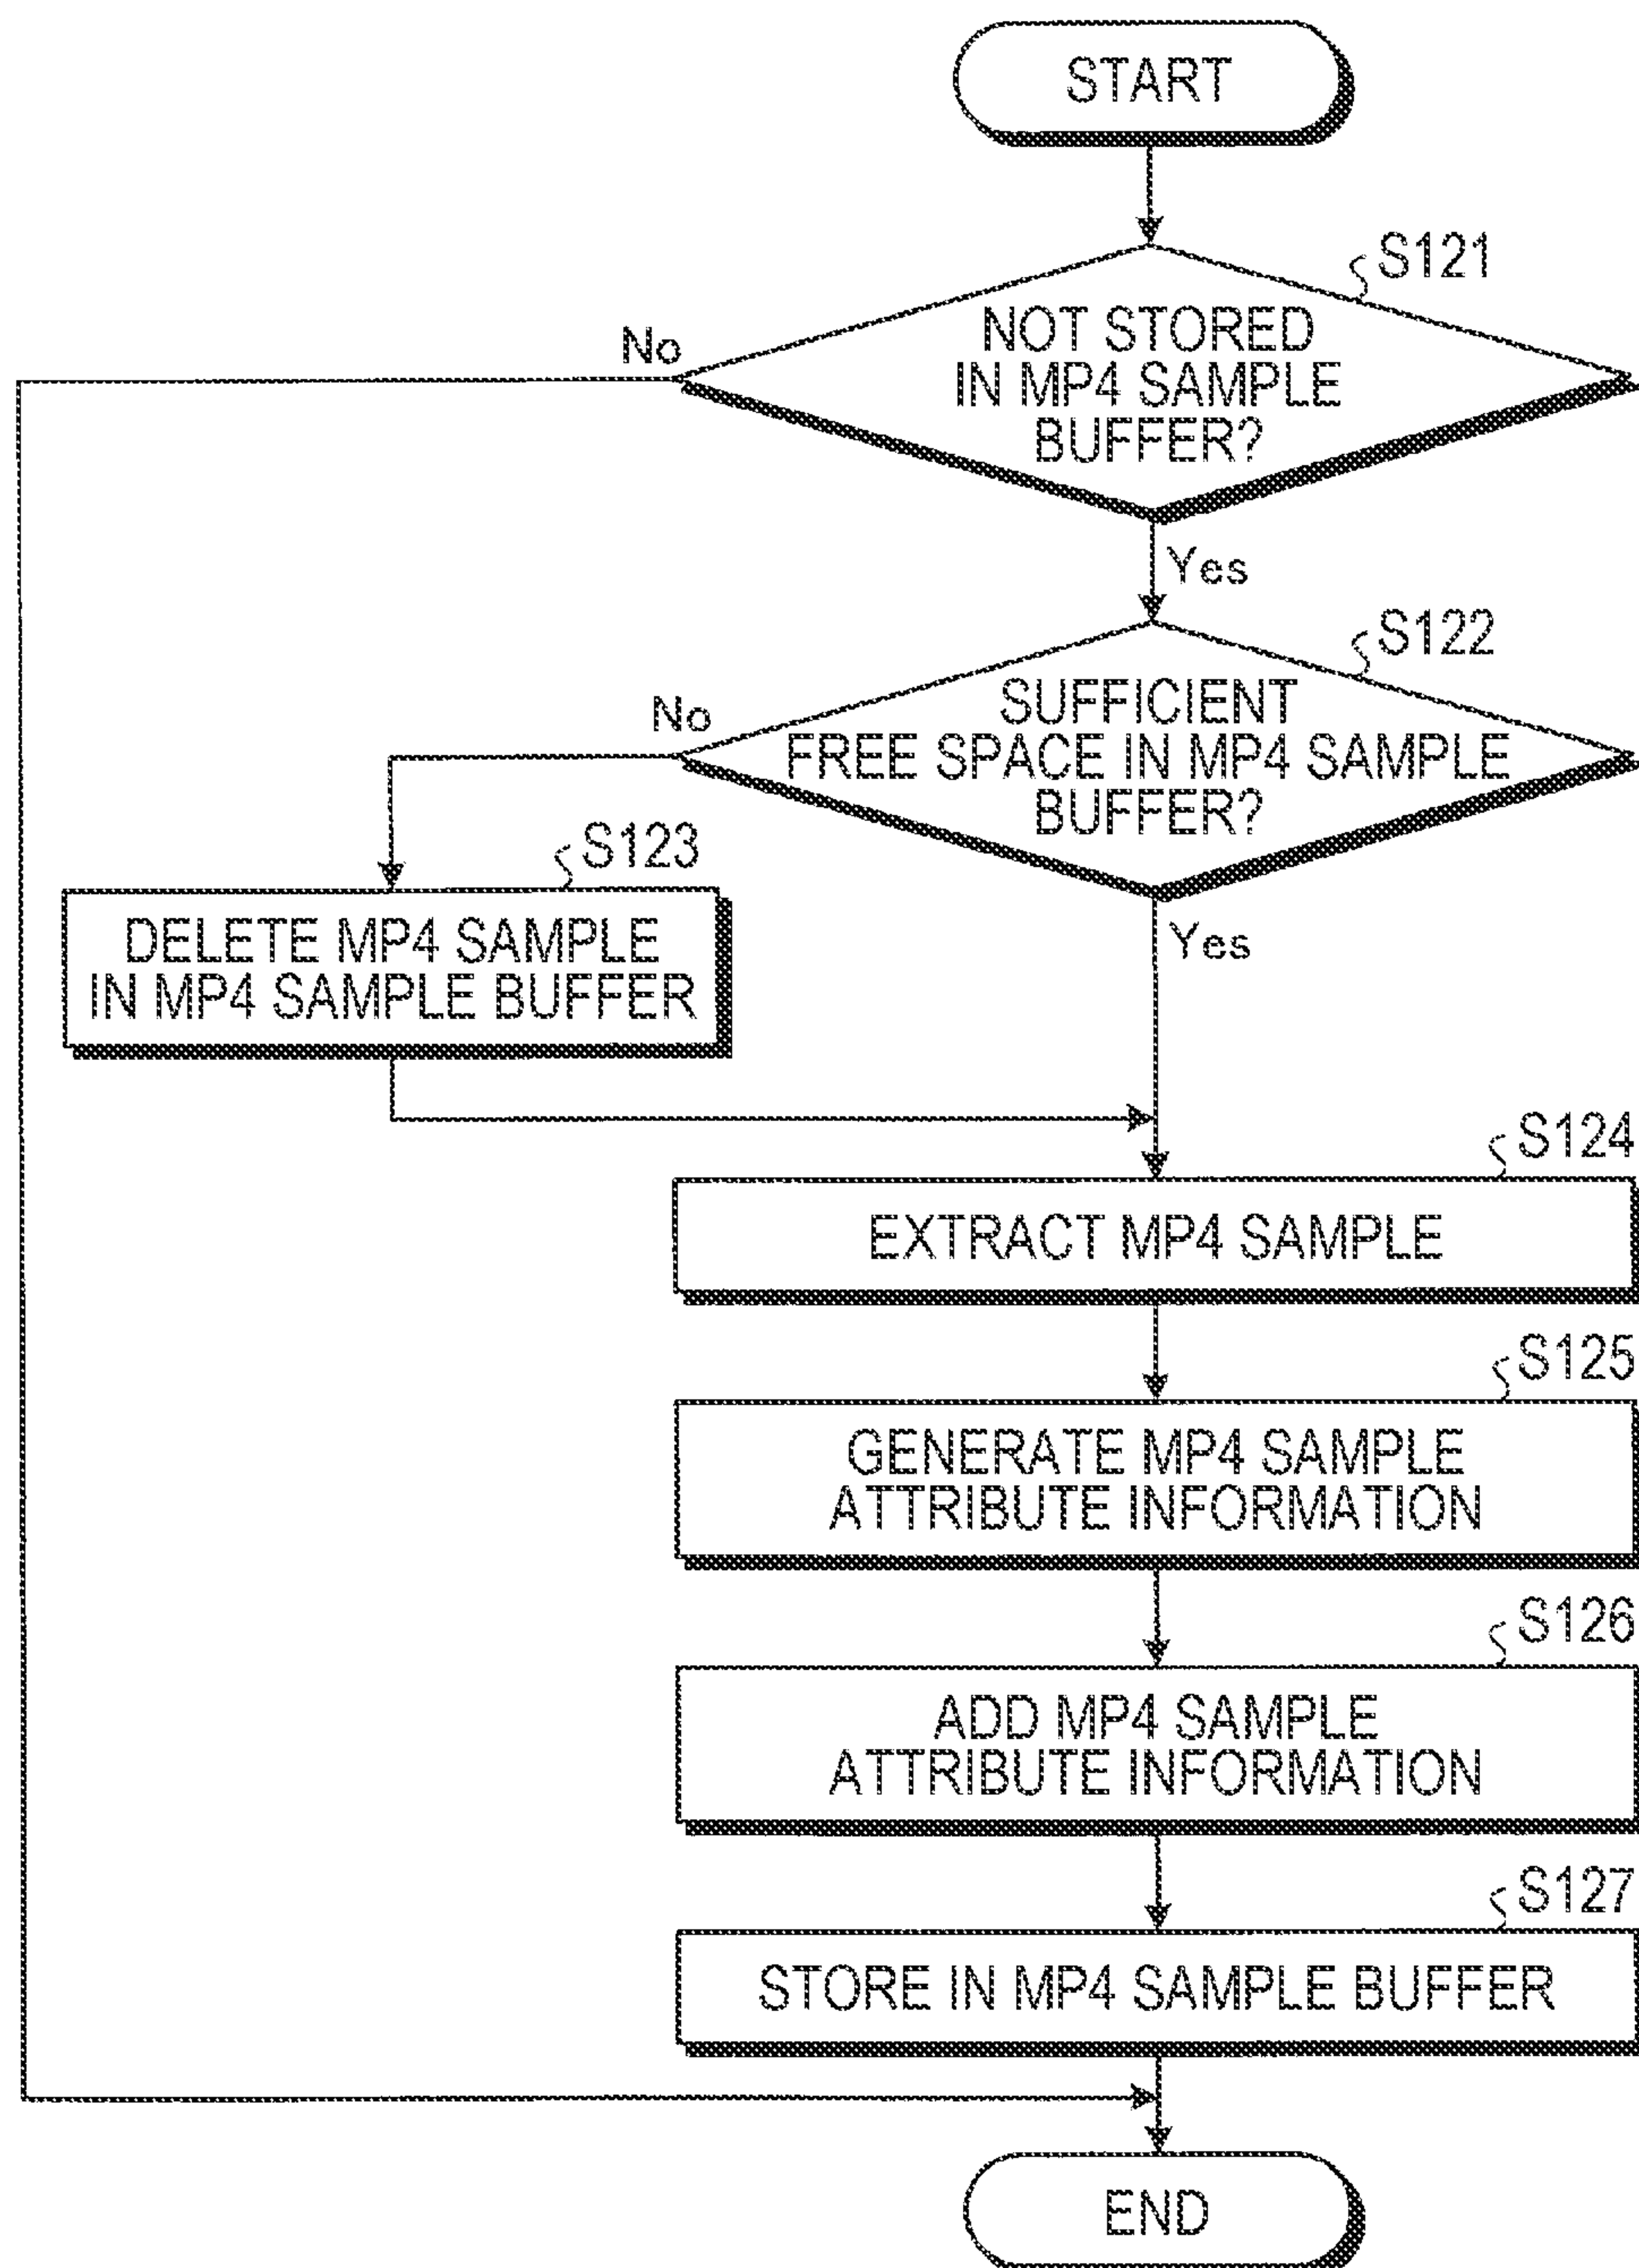 START
S121
NOT STORED
IN MP4 SAMPLE
BUFFER?
No
Yes
S122
SUFFICIENT
FREE SPACE IN MP4 SAMPLE
BUFFER?
No
Yes
S123
DELETE MP4 SAMPLE
IN MP4 SAMPLE BUFFER
S124
EXTRACT MP4 SAMPLE
S125
GENERATE MP4 SAMPLE
ATTRIBUTE INFORMATION
S126
ADD MP4 SAMPLE
ATTRIBUTE INFORMATION
S127
STORE IN MP4 SAMPLE BUFFER
END